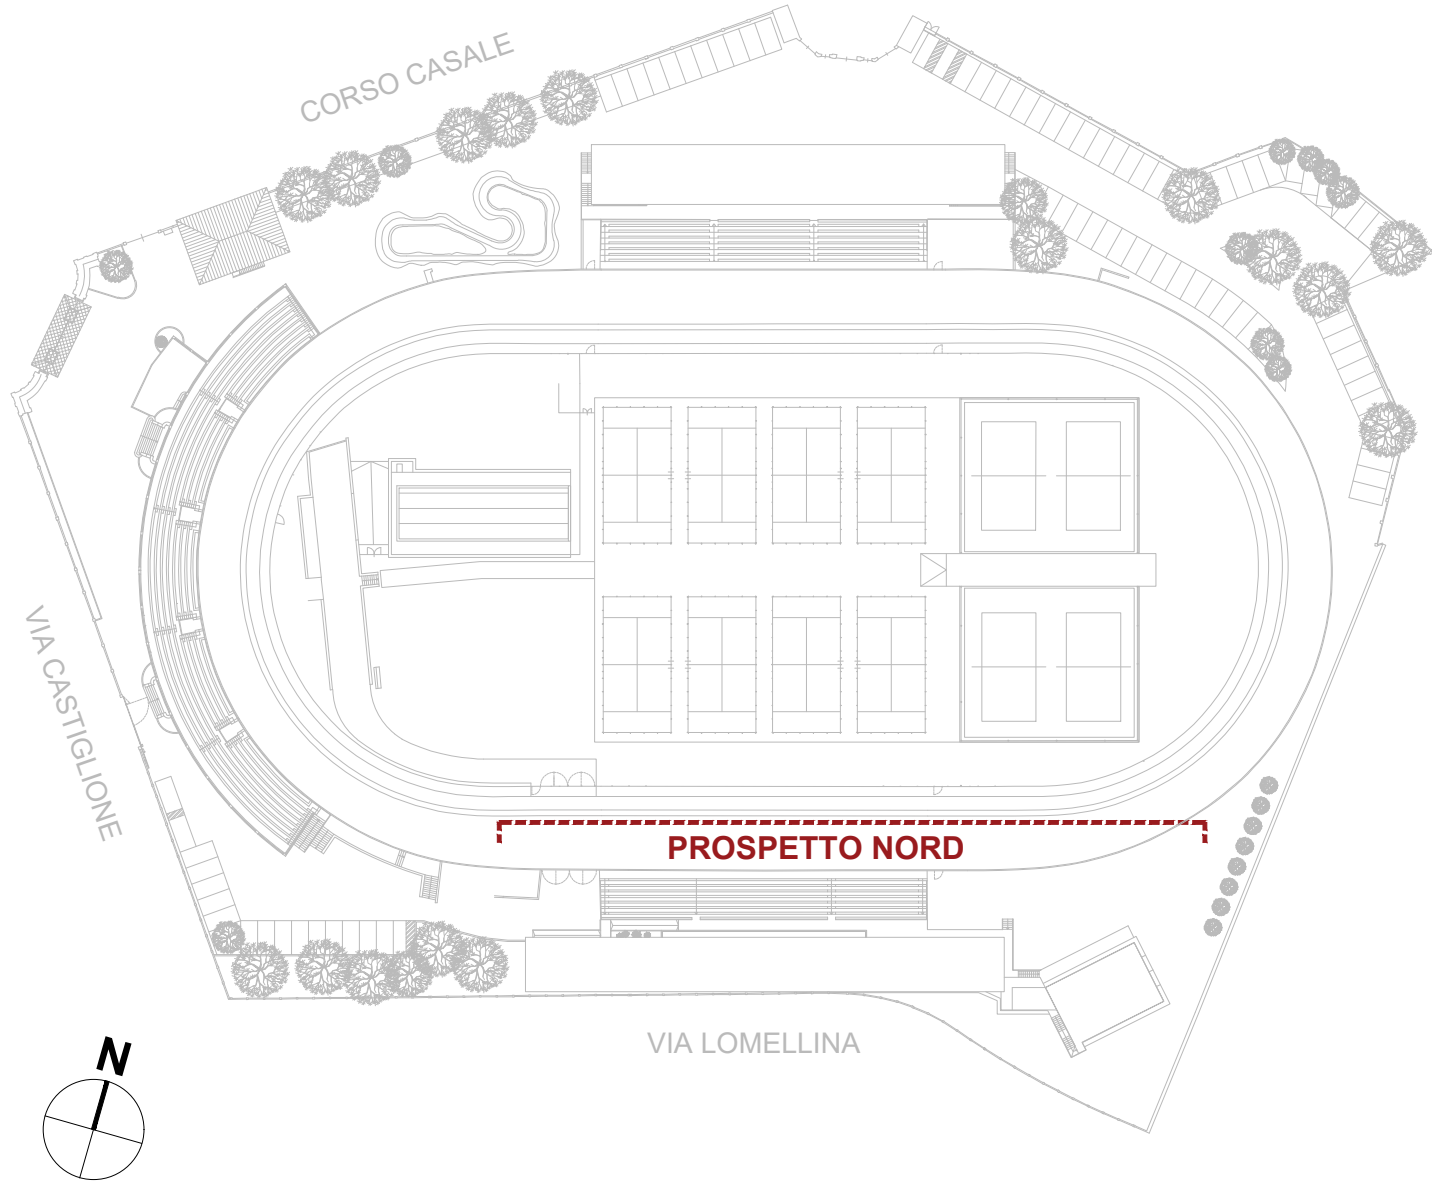 CORSO CASALE
VIA CASTIGLIONE
PROSPETTO NORD
VIA LOMELLINA
N